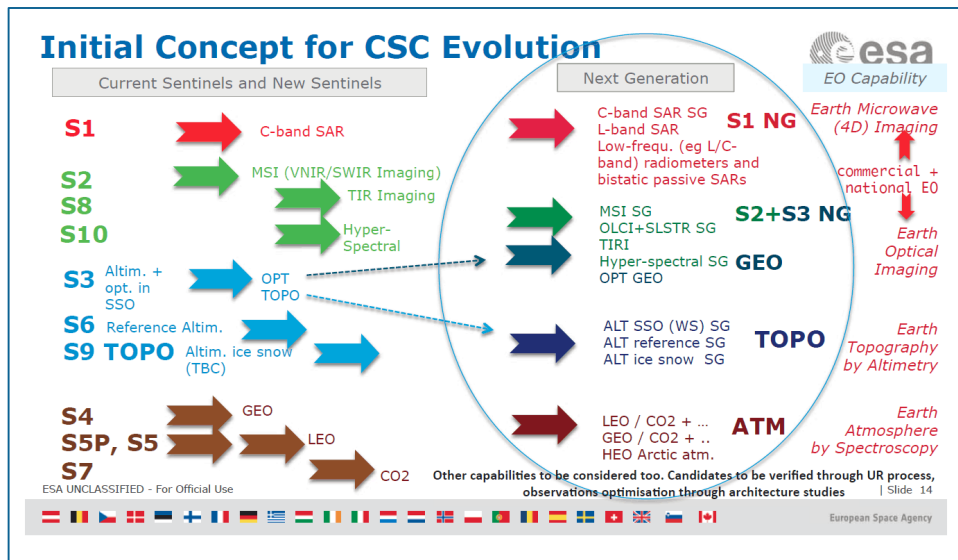 Initial Concept for CSC Evolution
esa
Current Sentinels and New Sentinels
Next Generation
EO Capability
S1
C-band SAR
C-band SAR SG
L-band SAR
Low-frequ. (eg L/C-
band) radiometers and
bistatic passive SARs
S1 NG
Earth Microwave
(4D) Imaging
commercial +
national EO
S2
S8
S10
MSI (VNIR/SWIR Imaging)
TIR Imaging
Hyper-
Spectral
MSI SG
OLCI+SLSTR SG
TIRI
Hyper-spectral SG
OPT GEO
S2+S3 NG
GEO
Earth
Optical
Imaging
S3
Altim. +
opt. in
SSO
OPT
TOPO
S6 Reference Altim.
S9 TOPO Altim. ice snow
(TBC)
ALT SSO (WS) SG
ALT reference SG
ALT ice snow SG
TOPO
Earth
Topography
by Altimetry
S4
GEO
S5P, S5
LEO
S7
CO2
LEO / CO2 + ...
GEO / CO2 + ..
HEO Arctic atm.
ATM
Earth
Atmosphere
by Spectroscopy
Other capabilities to be considered too. Candidates to be verified through UR process,
observations optimisation through architecture studies
ESA UNCLASSIFIED - For Official Use
| Slide 14
European Space Agency